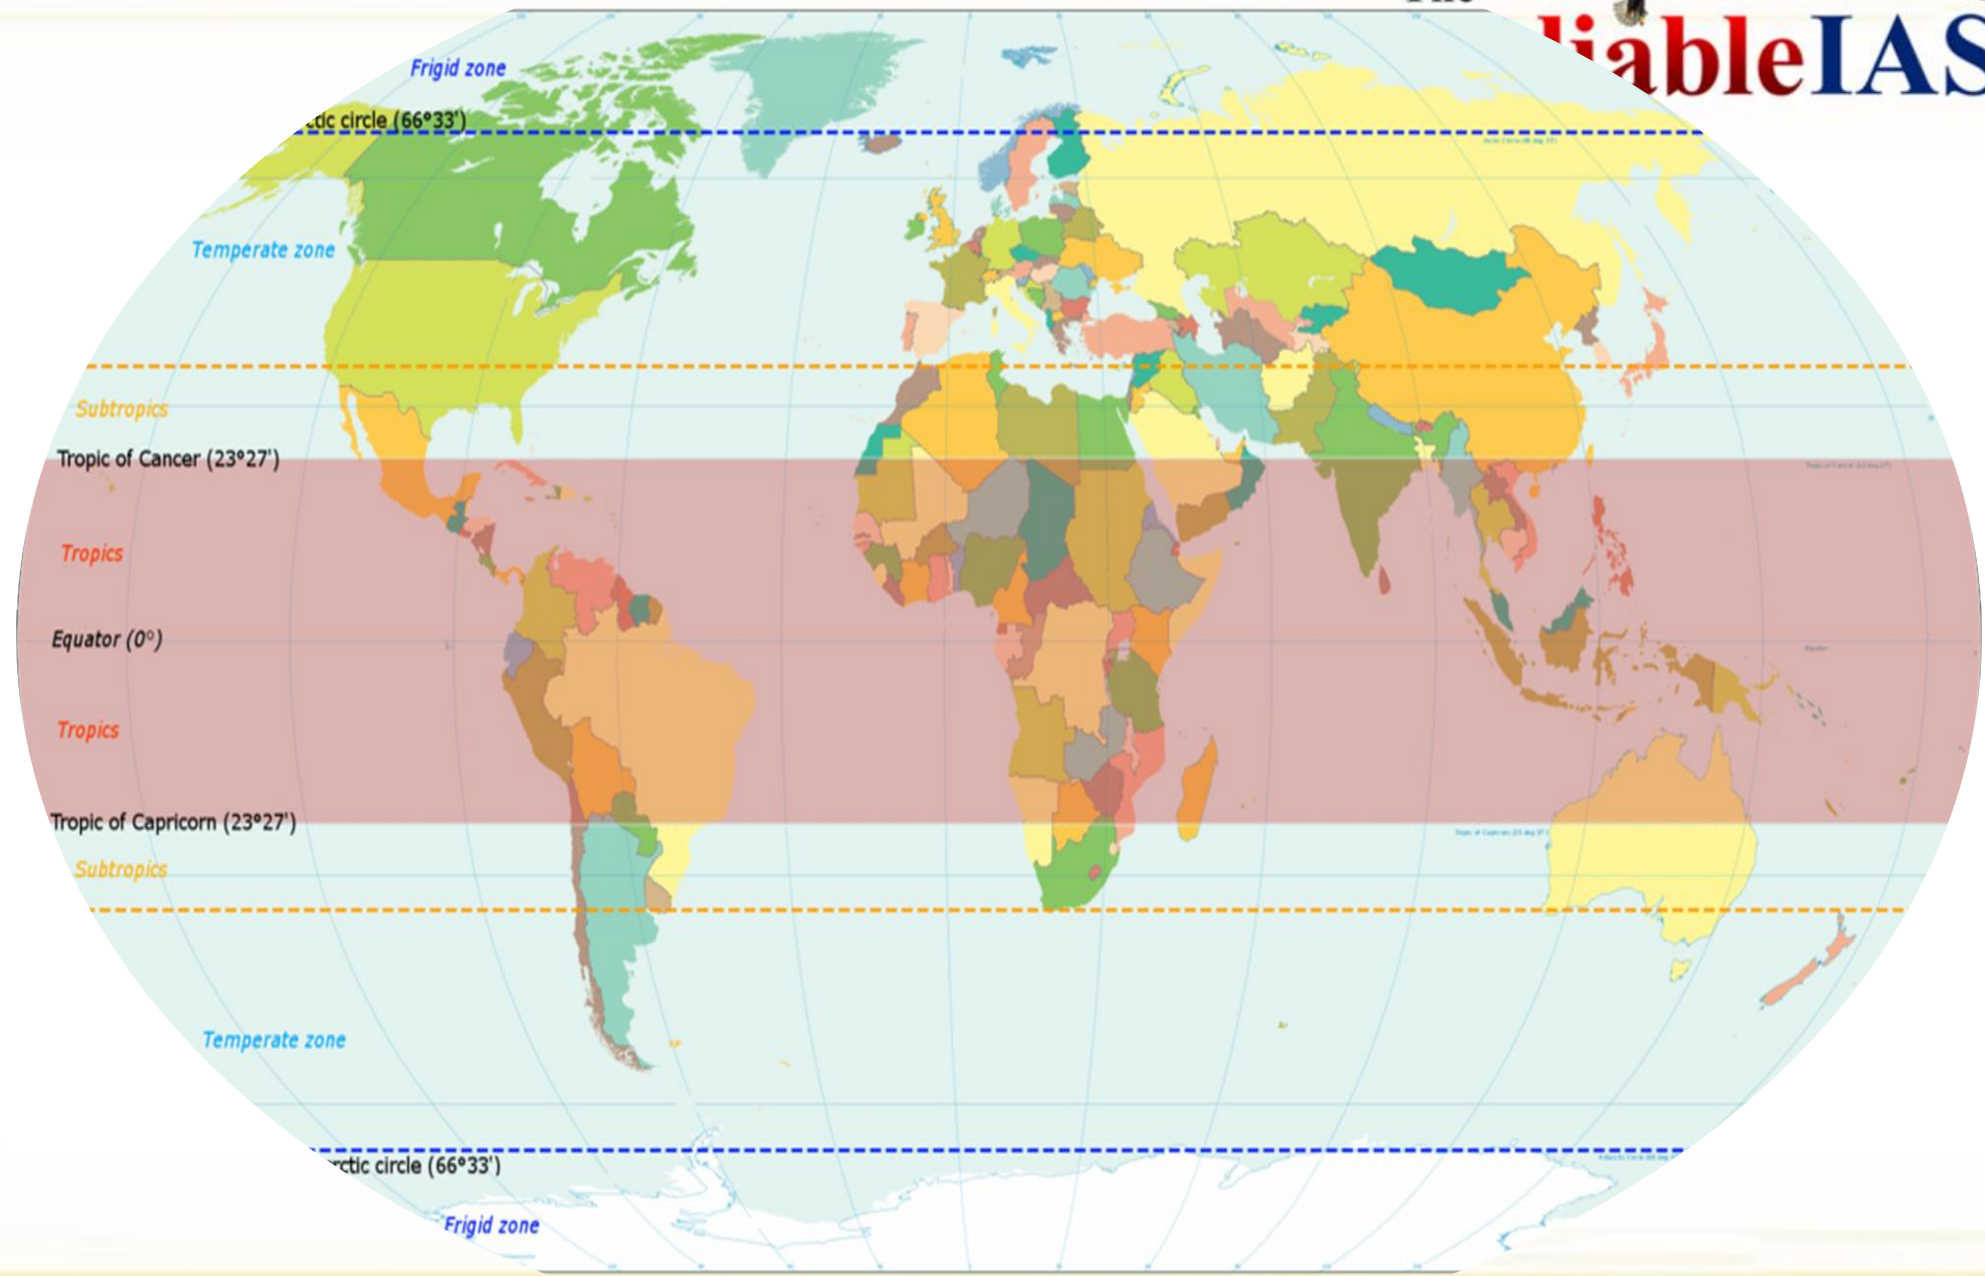 liableIAS
Frigid zone
ctic circle (66°33')
Temperate zone
Subtropics
Tropic of Cancer (23°27')
Tropics
Equator (0°)
Equator
Tropics
Tropic of Capricorn (23°27')
Subtropics
Temperate zone
rctic circle (66°33')
Frigid zone